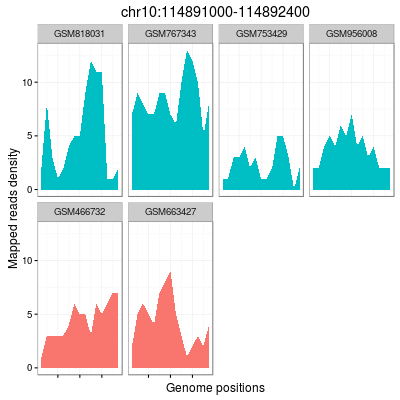 chr10:114891000-114892400
GSM818031 GSM767343 GSM753429 GSM956008
10
5
0
Mapped reads density
GSM466732 GSM663427
10
5
0
Genome positions